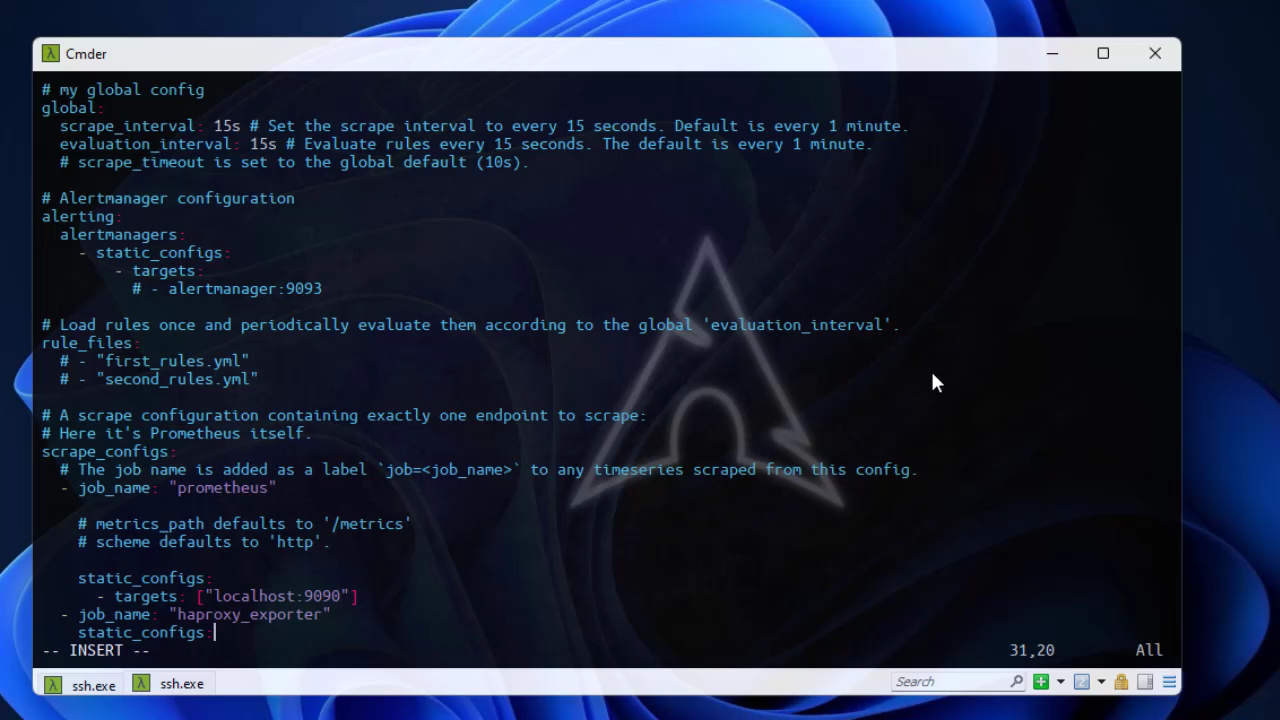 Cmder
# my global config
global:
  scrape_interval: 15s # Set the scrape interval to every 15 seconds. Default is every 1 minute.
  evaluation_interval: 15s # Evaluate rules every 15 seconds. The default is every 1 minute.
  # scrape_timeout is set to the global default (10s).

# Alertmanager configuration
alerting:
  alertmanagers:
    - static_configs:
        - targets:
          # - alertmanager:9093

# Load rules once and periodically evaluate them according to the global 'evaluation_interval'.
rule_files:
  # - "first_rules.yml"
  # - "second_rules.yml"

# A scrape configuration containing exactly one endpoint to scrape:
# Here it's Prometheus itself.
scrape_configs:
  # The job name is added as a label `job=<job_name>` to any timeseries scraped from this config.
  - job_name: "prometheus"

    # metrics_path defaults to '/metrics'
    # scheme defaults to 'http'.

    static_configs:
      - targets: ["localhost:9090"]
  - job_name: "haproxy_exporter"
    static_configs:
-- INSERT -- 31,20 All
ssh.exe ssh.exe Search